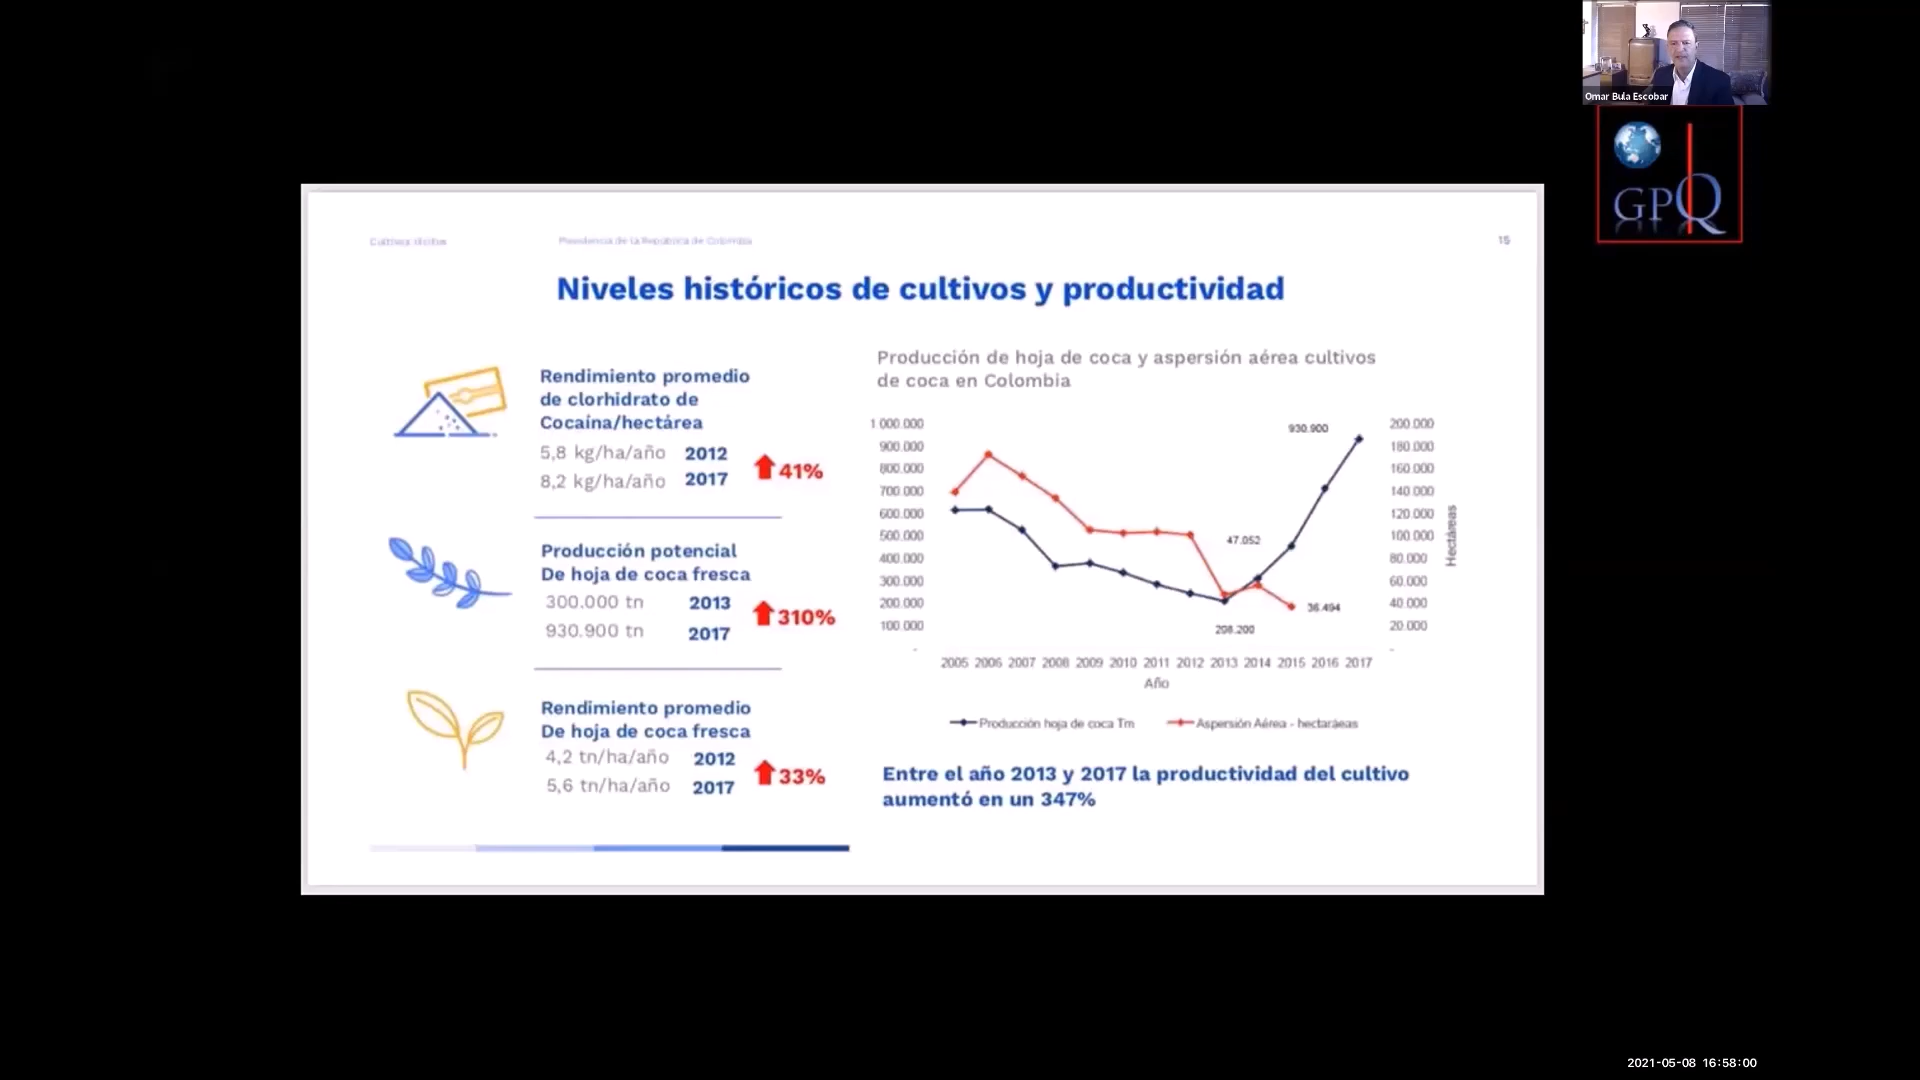 Omar Bula Escobar
GPQ
Cultivos ilícitos
Presidencia de la República de Colombia
15
Niveles históricos de cultivos y productividad
Rendimiento promedio
de clorhidrato de
Cocaína/hectárea
5,8 kg/ha/año 2012
8,2 kg/ha/año 2017
41%
Producción potencial
De hoja de coca fresca
300.000 tn 2013
930.900 tn 2017
310%
Rendimiento promedio
De hoja de coca fresca
4,2 tn/ha/año 2012
5,6 tn/ha/año 2017
33%
Producción de hoja de coca y aspersión aérea cultivos
de coca en Colombia
1 000.000
900.000
800.000
700.000
600.000
500.000
400.000
300.000
200.000
100.000
-
930.900
47.052
36.494
208.200
200.000
180.000
160.000
140.000
120.000
100.000
80.000
60.000
40.000
20.000
-
Hectáreas
2005 2006 2007 2008 2009 2010 2011 2012 2013 2014 2015 2016 2017
Año
Producción hoja de coca Tm
Aspersión Aérea - hectaráeas
Entre el año 2013 y 2017 la productividad del cultivo
aumentó en un 347%
2021-05-08 16:58:00